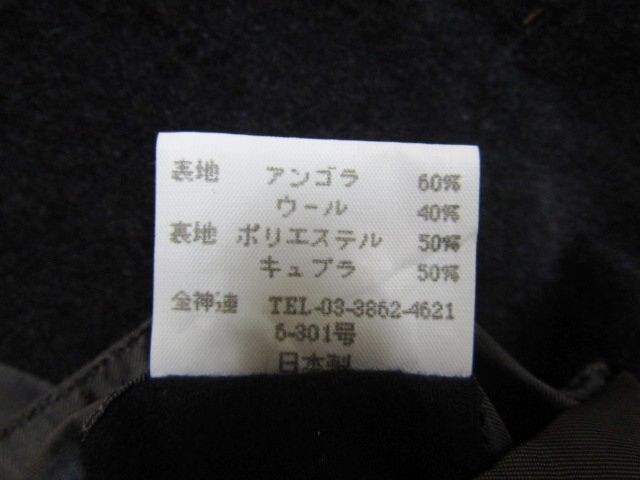 表地 アンゴラ 60%
ウール 40%
裏地 ポリエステル 50%
キュプラ 50%
全神連 TEL-03-3862-4621
6-301号
日本製